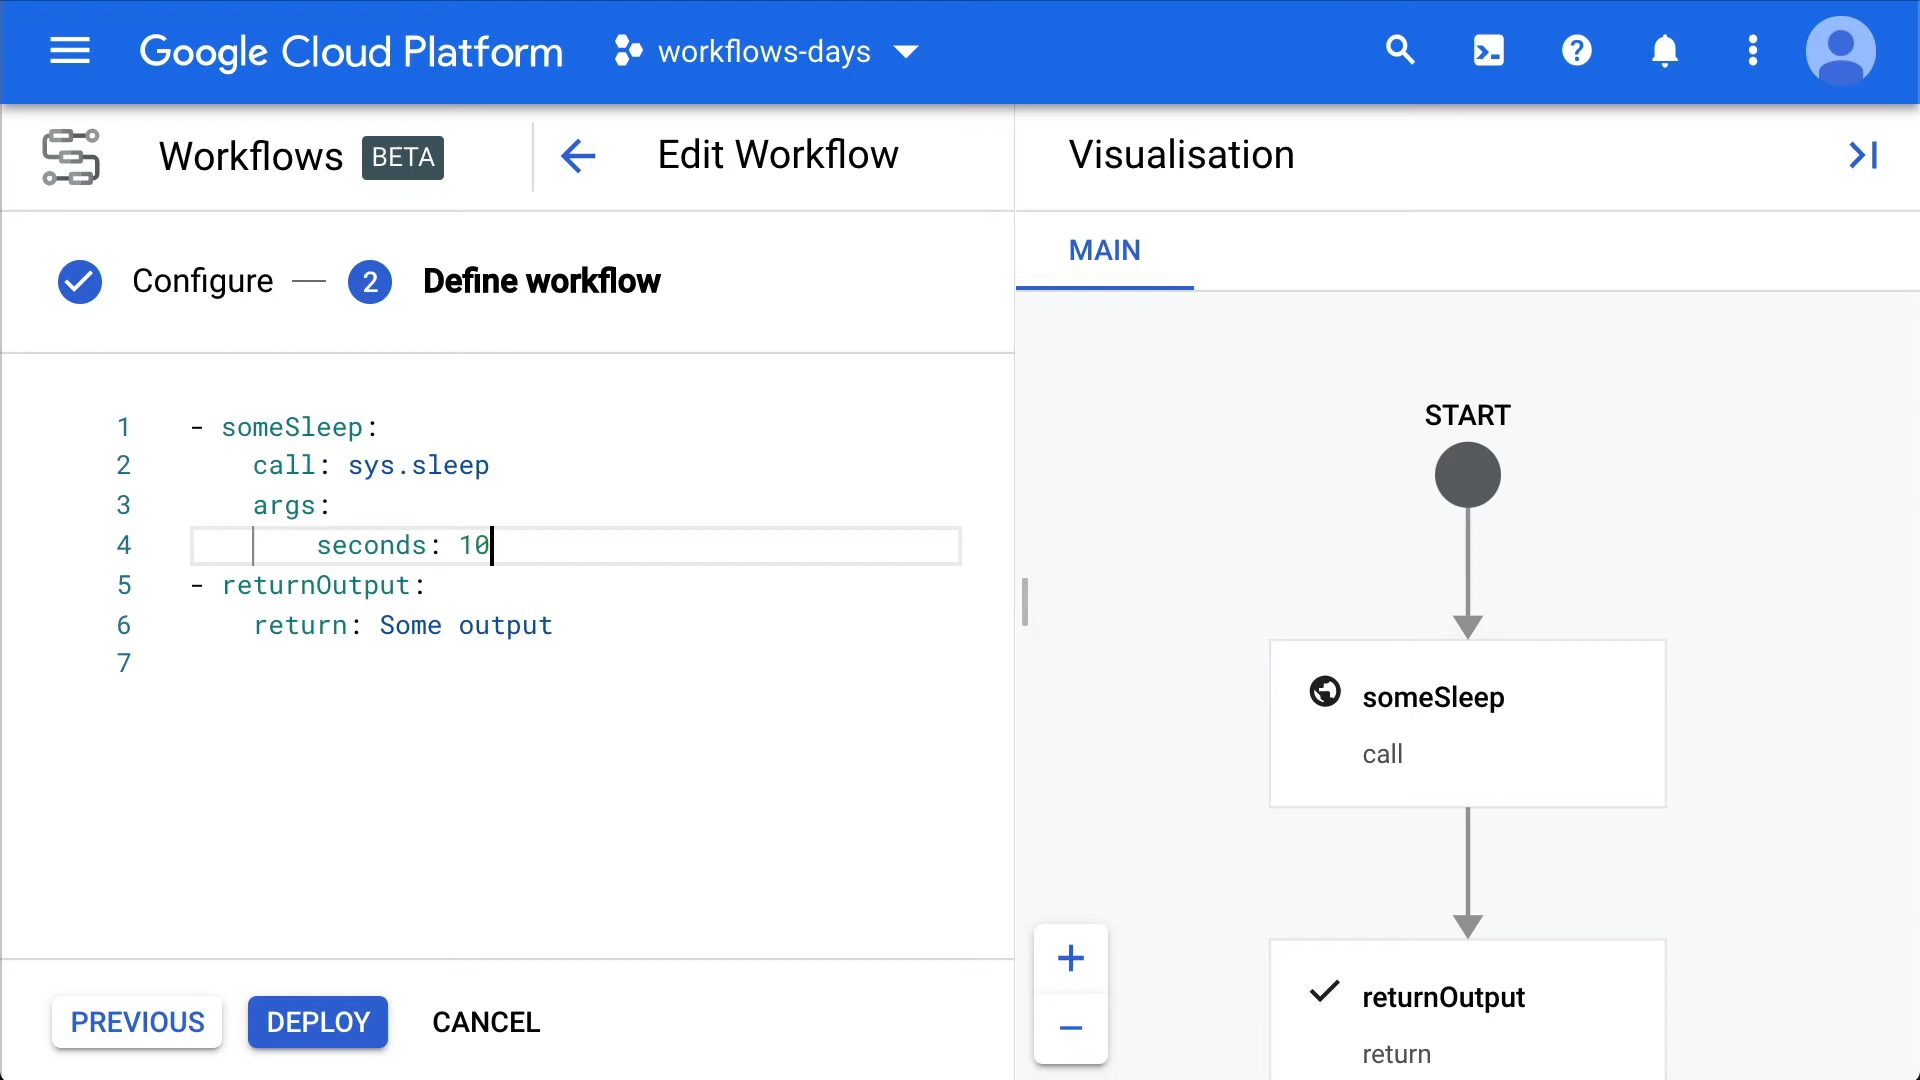 Google Cloud Platform workflows-days
Workflows BETA Edit Workflow
Visualisation
Configure — 2 Define workflow
MAIN
1 - someSleep:
2 call: sys.sleep
3 args:
4 seconds: 10
5 - returnOutput:
6 return: Some output
7
START
someSleep
call
returnOutput
return
PREVIOUS DEPLOY CANCEL